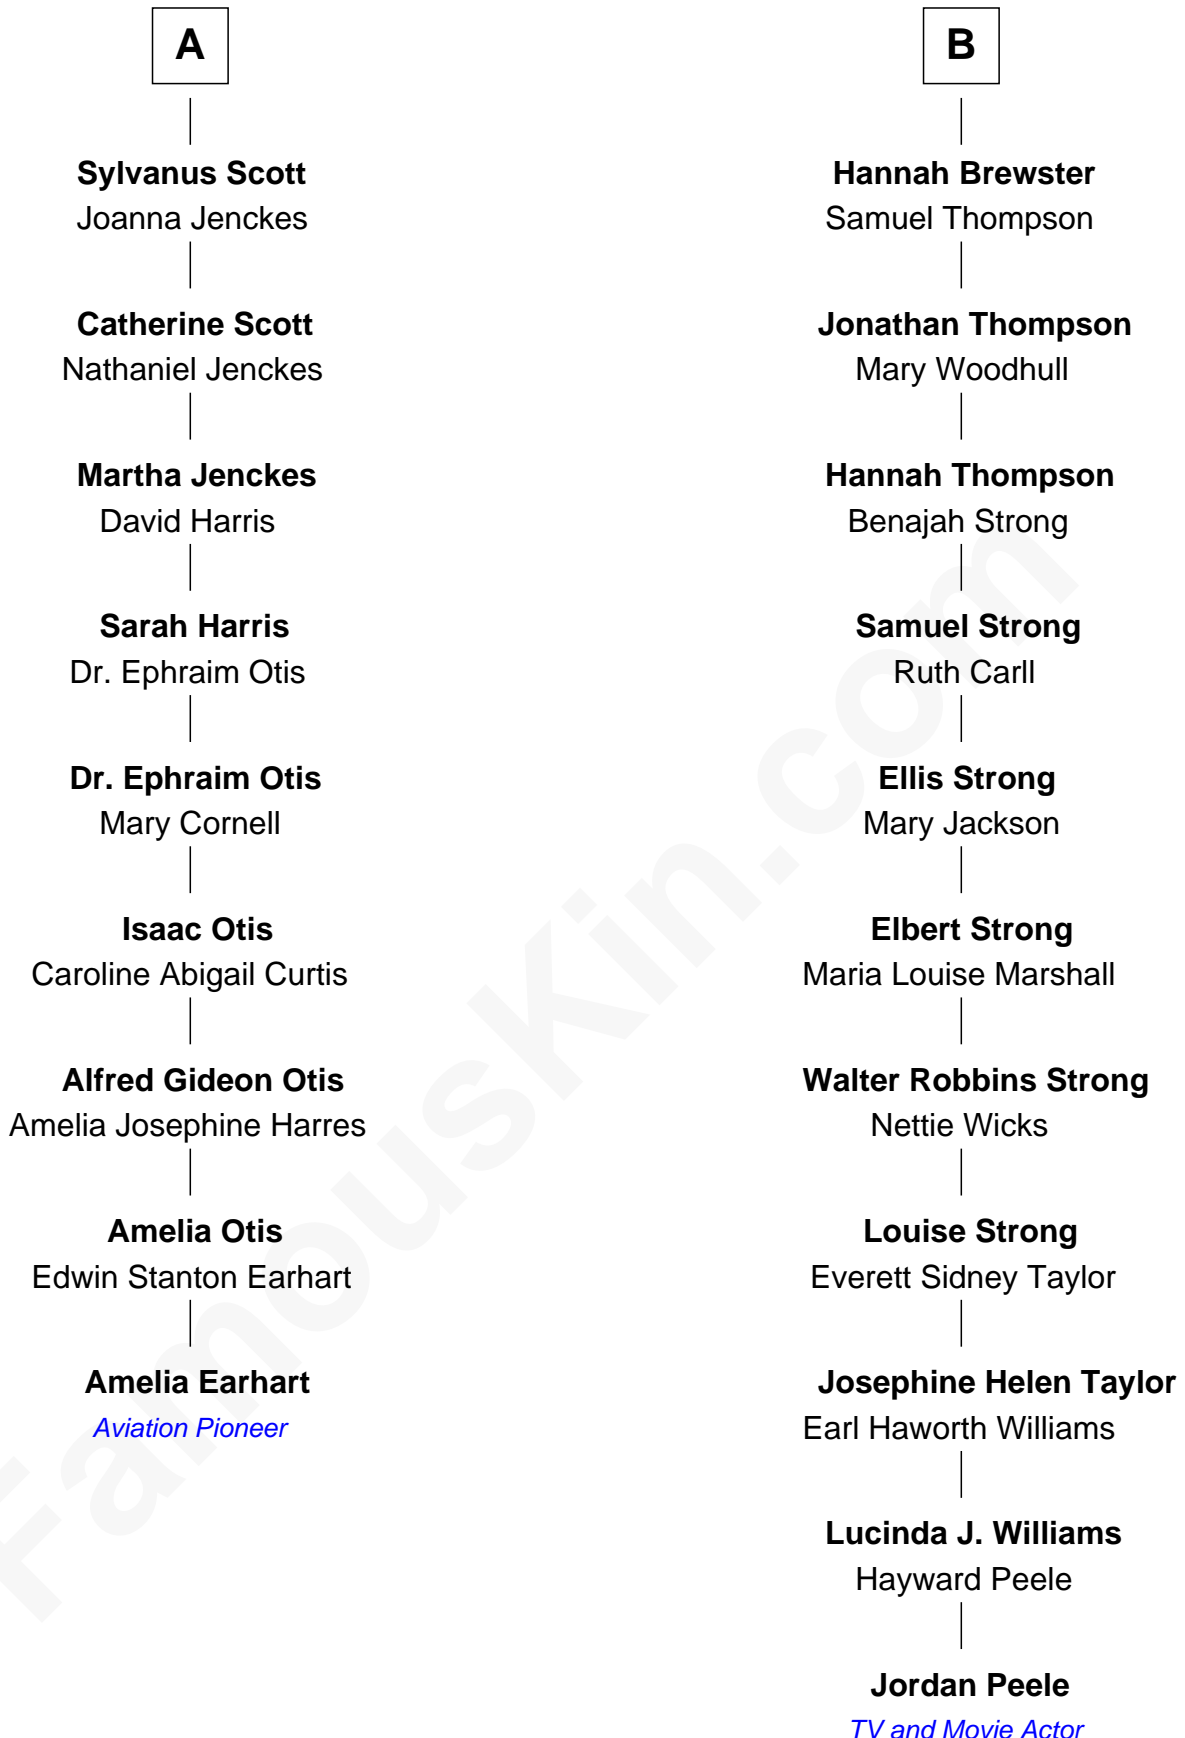 A
Sylvanus Scott
Joanna Jenckes
Catherine Scott
Nathaniel Jenckes
Martha Jenckes
David Harris
Sarah Harris
Dr. Ephraim Otis
Dr. Ephraim Otis
Mary Cornell
Isaac Otis
Caroline Abigail Curtis
Alfred Gideon Otis
Amelia Josephine Harres
Amelia Otis
Edwin Stanton Earhart
Amelia Earhart
Aviation Pioneer
B
Hannah Brewster
Samuel Thompson
Jonathan Thompson
Mary Woodhull
Hannah Thompson
Benajah Strong
Samuel Strong
Ruth Carll
Ellis Strong
Mary Jackson
Elbert Strong
Maria Louise Marshall
Walter Robbins Strong
Nettie Wicks
Louise Strong
Everett Sidney Taylor
Josephine Helen Taylor
Earl Haworth Williams
Lucinda J. Williams
Hayward Peele
Jordan Peele
TV and Movie Actor
FamousKin.com